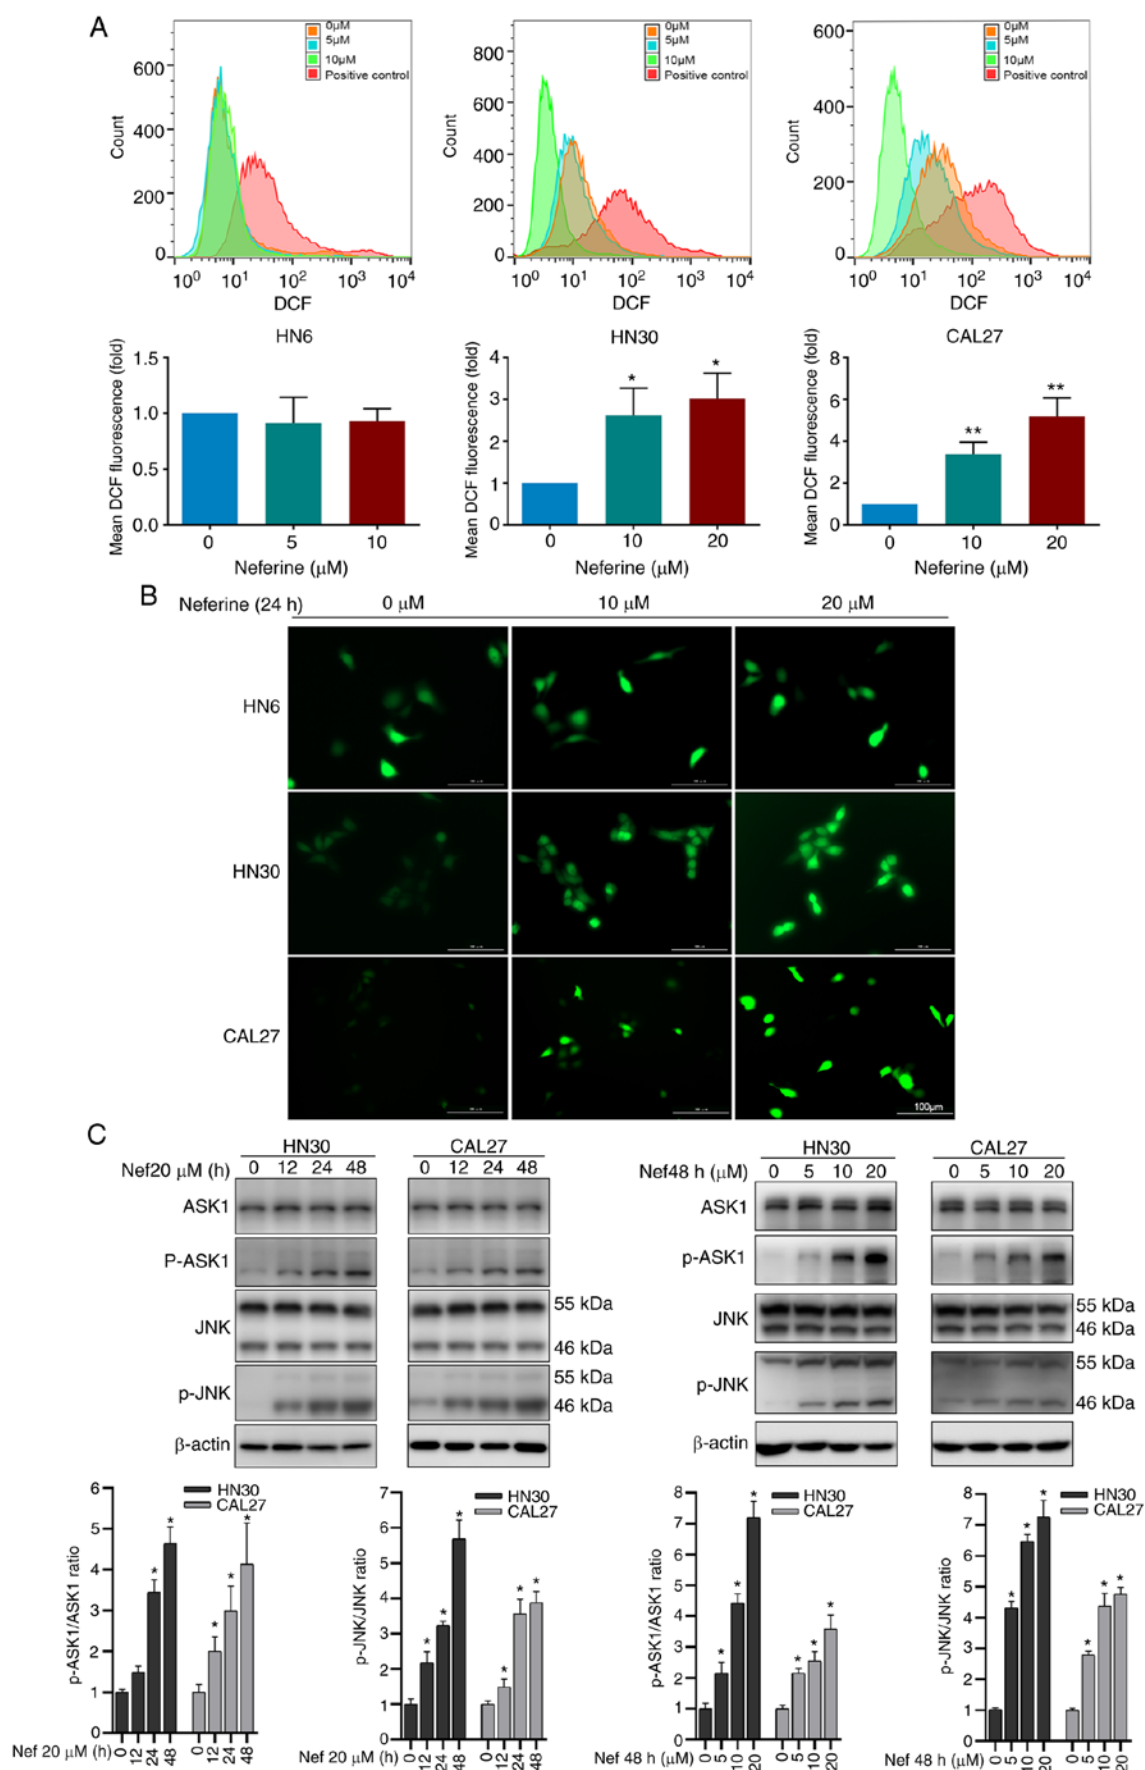 A
0μM
5μM
10μM
Positive control
0μM
5μM
10μM
Positive control
0μM
5μM
10μM
Positive control
Count
600
400
200
0
10⁰ 10¹ 10² 10³ 10⁴
DCF
Count
800
600
400
200
0
10⁰ 10¹ 10² 10³ 10⁴
DCF
Count
600
400
200
0
10⁰ 10¹ 10² 10³ 10⁴
DCF
HN6
Mean DCF fluorescence (fold)
1.5
1.0
0.5
0.0
0 5 10
Neferine (μM)
HN30
Mean DCF fluorescence (fold)
4
3
2
1
0
* *
0 10 20
Neferine (μM)
CAL27
Mean DCF fluorescence (fold)
8
6
4
2
0
** **
0 10 20
Neferine (μM)
B
Neferine (24 h) 0 μM 10 μM 20 μM
HN6
HN30
CAL27
100μm
C
HN30 CAL27
Nef20 μM (h) 0 12 24 48 0 12 24 48
ASK1
P-ASK1
JNK
55 kDa
46 kDa
p-JNK
55 kDa
46 kDa
β-actin
HN30 CAL27
Nef48 h (μM) 0 5 10 20 0 5 10 20
ASK1
p-ASK1
JNK
55 kDa
46 kDa
p-JNK
55 kDa
46 kDa
β-actin
HN30
CAL27
p-ASK1/ASK1 ratio
6
5
4
3
2
1
0
* * * * *
Nef 20 μM (h) 0 12 24 48 0 12 24 48
HN30
CAL27
p-JNK/JNK ratio
7
6
5
4
3
2
1
0
* * * * * *
Nef 20 μM (h) 0 12 24 48 0 12 24 48
HN30
CAL27
p-ASK1/ASK1 ratio
8
7
6
5
4
3
2
1
0
* * * * * *
Nef 48 h (μM) 0 5 10 20 0 5 10 20
HN30
CAL27
p-JNK/JNK ratio
8
7
6
5
4
3
2
1
0
* * * * * *
Nef 48 h (μM) 0 5 10 20 0 5 10 20